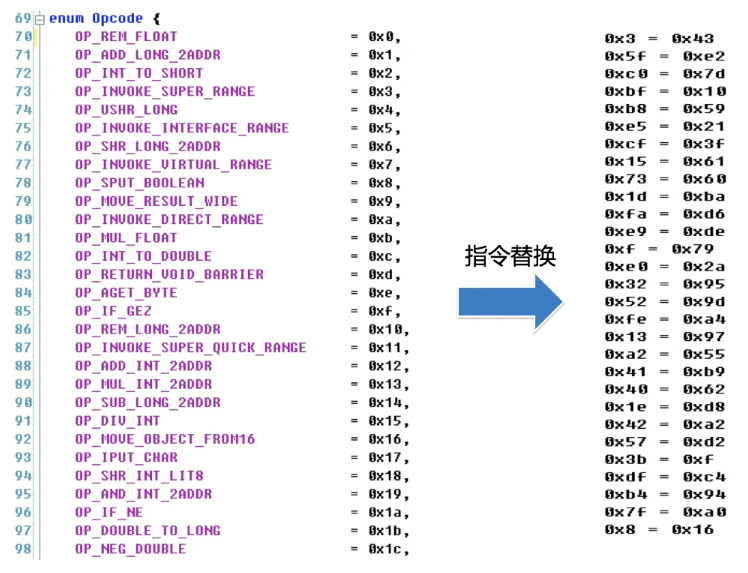 69 enum Opcode {
70 OP_REM_FLOAT = 0x0,
71 OP_ADD_LONG_2ADDR = 0x1,
72 OP_INT_TO_SHORT = 0x2,
73 OP_INVOKE_SUPER_RANGE = 0x3,
74 OP_USHR_LONG = 0x4,
75 OP_INVOKE_INTERFACE_RANGE = 0x5,
76 OP_SHR_LONG_2ADDR = 0x6,
77 OP_INVOKE_VIRTUAL_RANGE = 0x7,
78 OP_SPUT_BOOLEAN = 0x8,
79 OP_MOVE_RESULT_WIDE = 0x9,
80 OP_INVOKE_DIRECT_RANGE = 0xa,
81 OP_MUL_FLOAT = 0xb,
82 OP_INT_TO_DOUBLE = 0xc,
83 OP_RETURN_VOID_BARRIER = 0xd,
84 OP_AGET_BYTE = 0xe,
85 OP_IF_GEZ = 0xf,
86 OP_REM_LONG_2ADDR = 0x10,
87 OP_INVOKE_SUPER_QUICK_RANGE = 0x11,
88 OP_ADD_INT_2ADDR = 0x12,
89 OP_MUL_INT_2ADDR = 0x13,
90 OP_SUB_LONG_2ADDR = 0x14,
91 OP_DIV_INT = 0x15,
92 OP_MOVE_OBJECT_FROM16 = 0x16,
93 OP_IPUT_CHAR = 0x17,
94 OP_SHR_INT_LIT8 = 0x18,
95 OP_AND_INT_2ADDR = 0x19,
96 OP_IF_NE = 0x1a,
97 OP_DOUBLE_TO_LONG = 0x1b,
98 OP_NEG_DOUBLE = 0x1c,
指令替换
0x3 = 0x43
0x5f = 0xe2
0xc0 = 0x7d
0xbf = 0x10
0xb8 = 0x59
0xe5 = 0x21
0xcf = 0x3f
0x15 = 0x61
0x73 = 0x60
0x1d = 0xba
0xfa = 0xd6
0xe9 = 0xde
0xf = 0x79
0xe0 = 0x2a
0x32 = 0x95
0x52 = 0x9d
0xfe = 0xa4
0x13 = 0x97
0xa2 = 0x55
0x41 = 0xb9
0x40 = 0x62
0x1e = 0xd8
0x42 = 0xa2
0x57 = 0xd2
0x3b = 0xf
0xdf = 0xc4
0xb4 = 0x94
0x7f = 0xa0
0x8 = 0x16